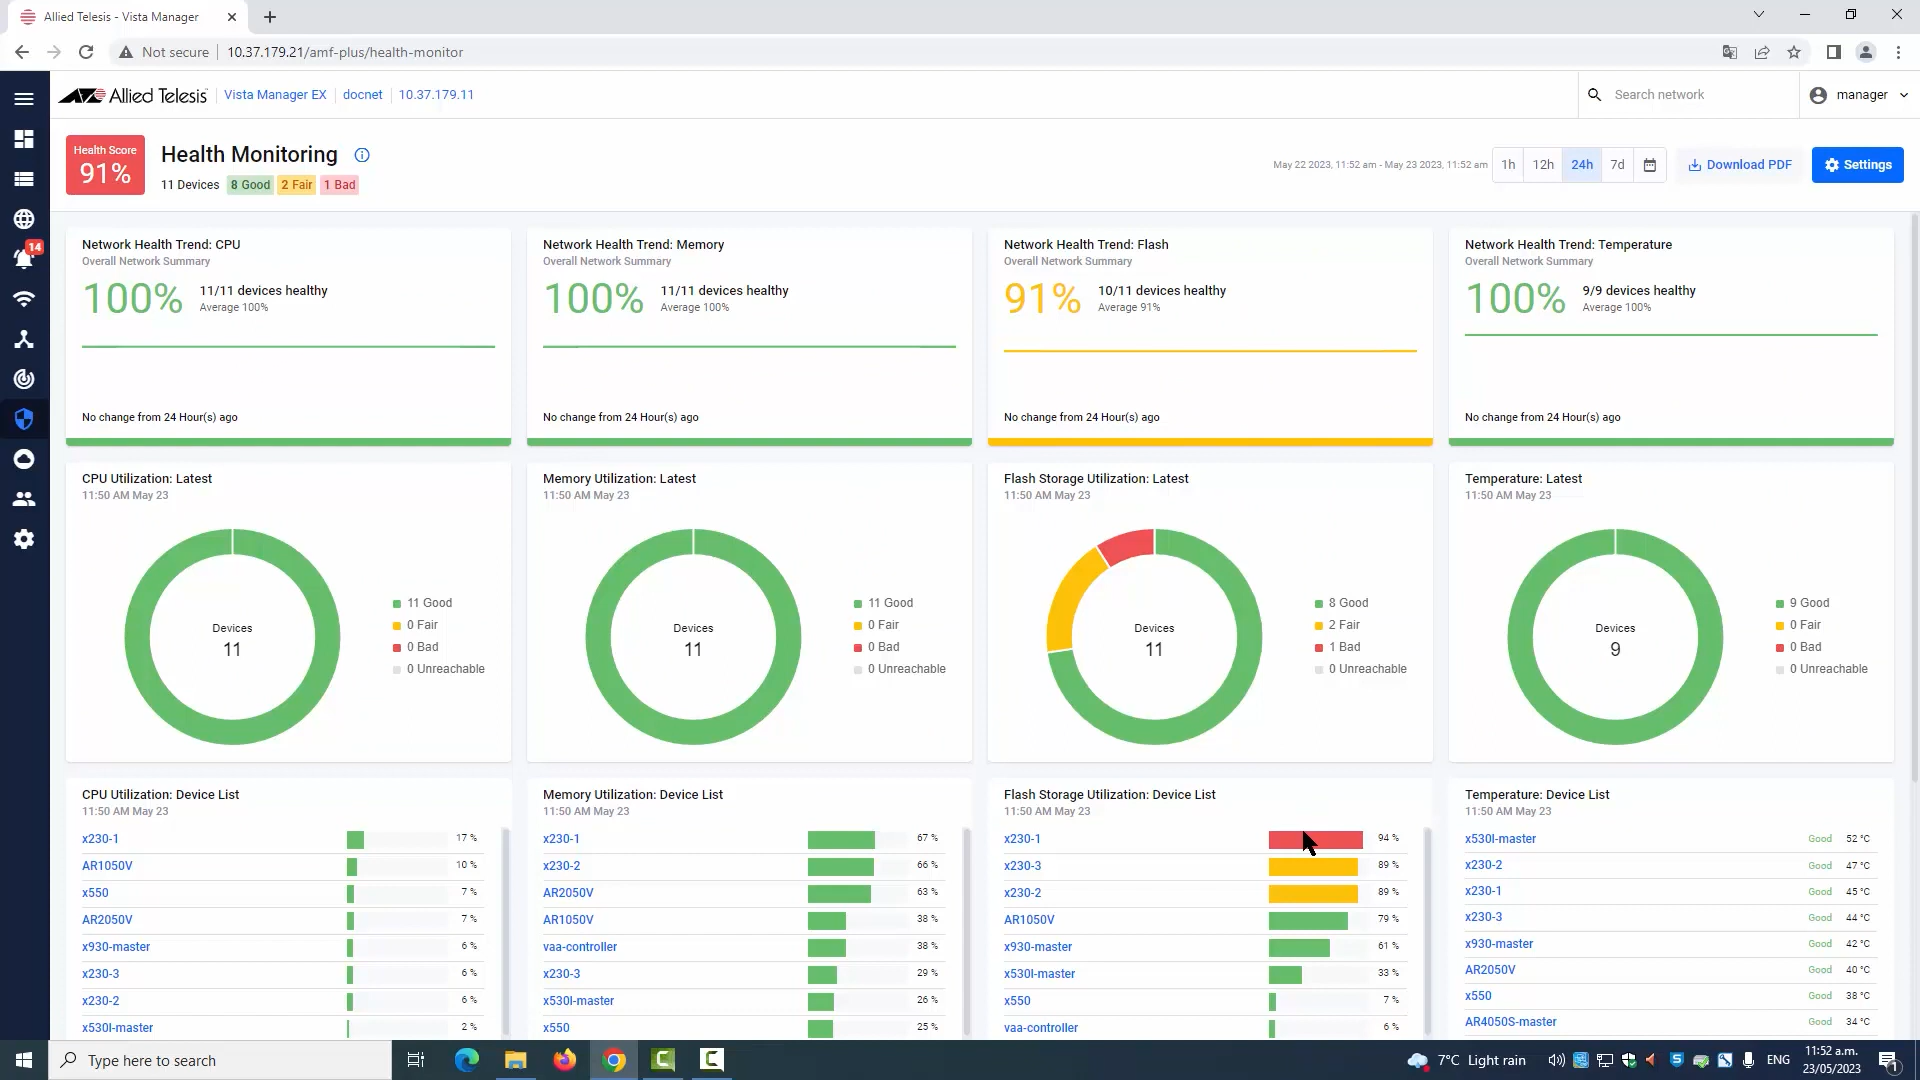 Allied Telesis - Vista Manager
Not secure
10.37.179.21/amf-plus/health-monitor
Allied Telesis
Vista Manager EX
docnet
10.37.179.11
Search network
manager
Health Score
91%
Health Monitoring
11 Devices
8 Good
2 Fair
1 Bad
May 22 2023, 11:52 am - May 23 2023, 11:52 am
1h
12h
24h
7d
Download PDF
Settings
14
Network Health Trend: CPU
Overall Network Summary
100%
11/11 devices healthy
Average 100%
No change from 24 Hour(s) ago
Network Health Trend: Memory
Overall Network Summary
100%
11/11 devices healthy
Average 100%
No change from 24 Hour(s) ago
Network Health Trend: Flash
Overall Network Summary
91%
10/11 devices healthy
Average 91%
No change from 24 Hour(s) ago
Network Health Trend: Temperature
Overall Network Summary
100%
9/9 devices healthy
Average 100%
No change from 24 Hour(s) ago
CPU Utilization: Latest
11:50 AM May 23
Devices
11
11 Good
0 Fair
0 Bad
0 Unreachable
Memory Utilization: Latest
11:50 AM May 23
Devices
11
11 Good
0 Fair
0 Bad
0 Unreachable
Flash Storage Utilization: Latest
11:50 AM May 23
Devices
11
8 Good
2 Fair
1 Bad
0 Unreachable
Temperature: Latest
11:50 AM May 23
Devices
9
9 Good
0 Fair
0 Bad
0 Unreachable
CPU Utilization: Device List
11:50 AM May 23
x230-1 17 %
AR1050V 10 %
x550 7 %
AR2050V 7 %
x930-master 6 %
x230-3 6 %
x230-2 6 %
x530l-master 2 %
Memory Utilization: Device List
11:50 AM May 23
x230-1 67 %
x230-2 66 %
AR2050V 63 %
AR1050V 38 %
vaa-controller 38 %
x230-3 29 %
x530l-master 26 %
x550 25 %
Flash Storage Utilization: Device List
11:50 AM May 23
x230-1 94 %
x230-3 89 %
x230-2 89 %
AR1050V 79 %
x930-master 61 %
x530l-master 33 %
x550 7 %
vaa-controller 6 %
Temperature: Device List
11:50 AM May 23
x530l-master Good 52 °C
x230-2 Good 47 °C
x230-1 Good 45 °C
x230-3 Good 44 °C
x930-master Good 42 °C
AR2050V Good 40 °C
x550 Good 38 °C
AR4050S-master Good 34 °C
Type here to search
7°C Light rain
ENG
11:52 a.m.
23/05/2023
1